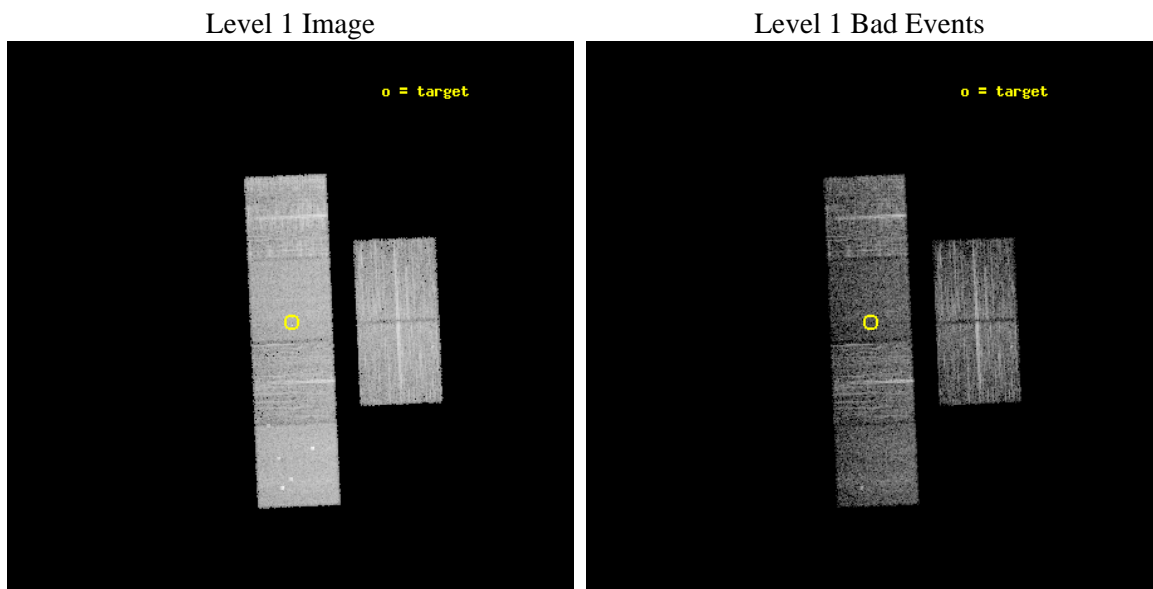 Level 1 Image
Level 1 Bad Events
o = target
o = target